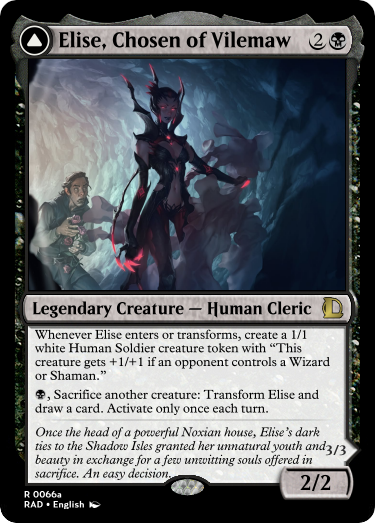 Elise, Chosen of Vilemaw 2
Legendary Creature — Human Cleric
Whenever Elise enters or transforms, create a 1/1
white Human Soldier creature token with “This
creature gets +1/+1 if an opponent controls a Wizard
or Shaman.”
, Sacrifice another creature: Transform Elise and
draw a card. Activate only once each turn.
Once the head of a powerful Noxian house, Elise's dark
ties to the Shadow Isles granted her unnatural youth and
beauty in exchange for a few unwitting souls offered in
sacrifice. An easy decision.
3/3
2/2
R 0066a
RAD • English